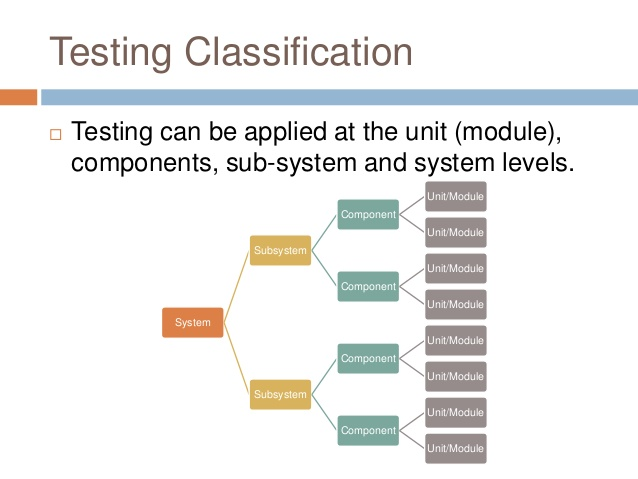 Testing Classification
Testing can be applied at the unit (module),
components, sub-system and system levels.
System
Subsystem
Component
Unit/Module
Unit/Module
Component
Unit/Module
Unit/Module
Subsystem
Component
Unit/Module
Unit/Module
Component
Unit/Module
Unit/Module